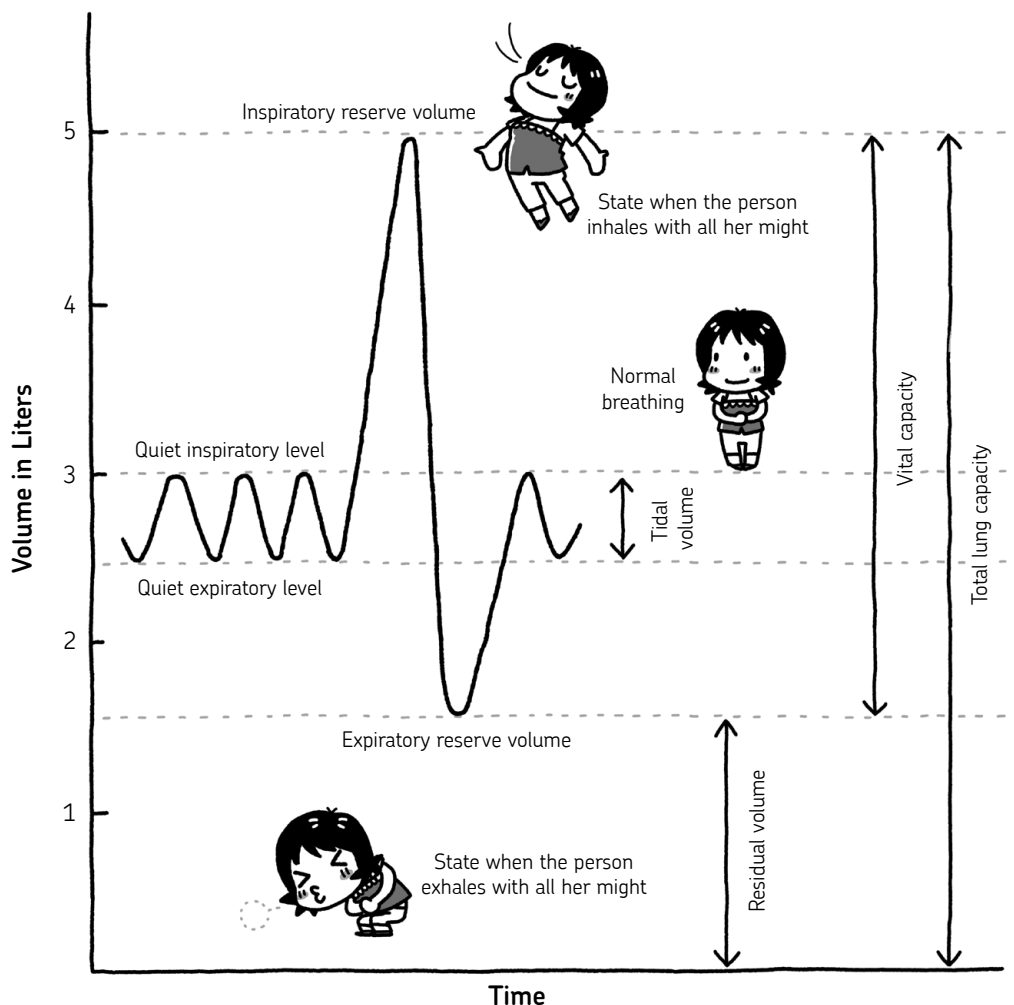 5
Inspiratory reserve volume
State when the person
inhales with all her might
4
Normal
breathing
Vital capacity
Volume in Liters
Quiet inspiratory level
3
Tidal
volume
Total lung capacity
Quiet expiratory level
2
Expiratory reserve volume
1
Residual volume
State when the person
exhales with all her might
Time